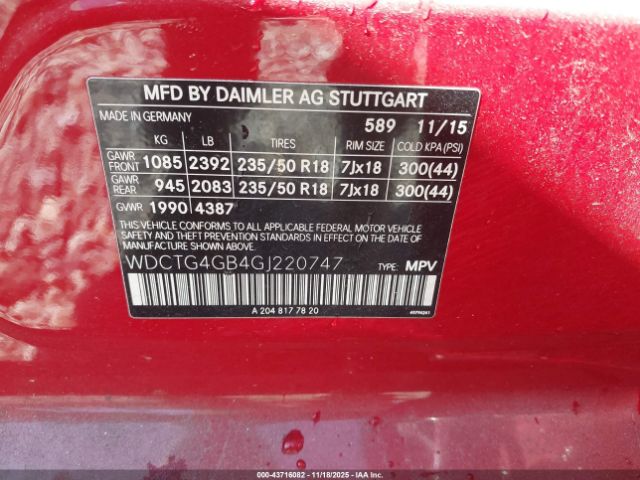 MFD BY DAIMLER AG STUTTGART
MADE IN GERMANY 589 11/15
KG LB TIRES RIM SIZE COLD KPA (PSI)
GAWR FRONT 1085 2392 235/50 R18 7Jx18 300(44)
GAWR REAR 945 2083 235/50 R18 7Jx18 300(44)
GVWR 1990 4387
THIS VEHICLE CONFORMS TO ALL APPLICABLE FEDERAL MOTOR VEHICLE
SAFETY AND THEFT PREVENTION STANDARDS IN EFFECT ON THE DATE
OF MANUFACTURE SHOWN ABOVE.
WDCTG4GB4GJ220747 TYPE: MPV
A 204 817 78 20
000-43716082 - 11/18/2025 - IAA Inc.